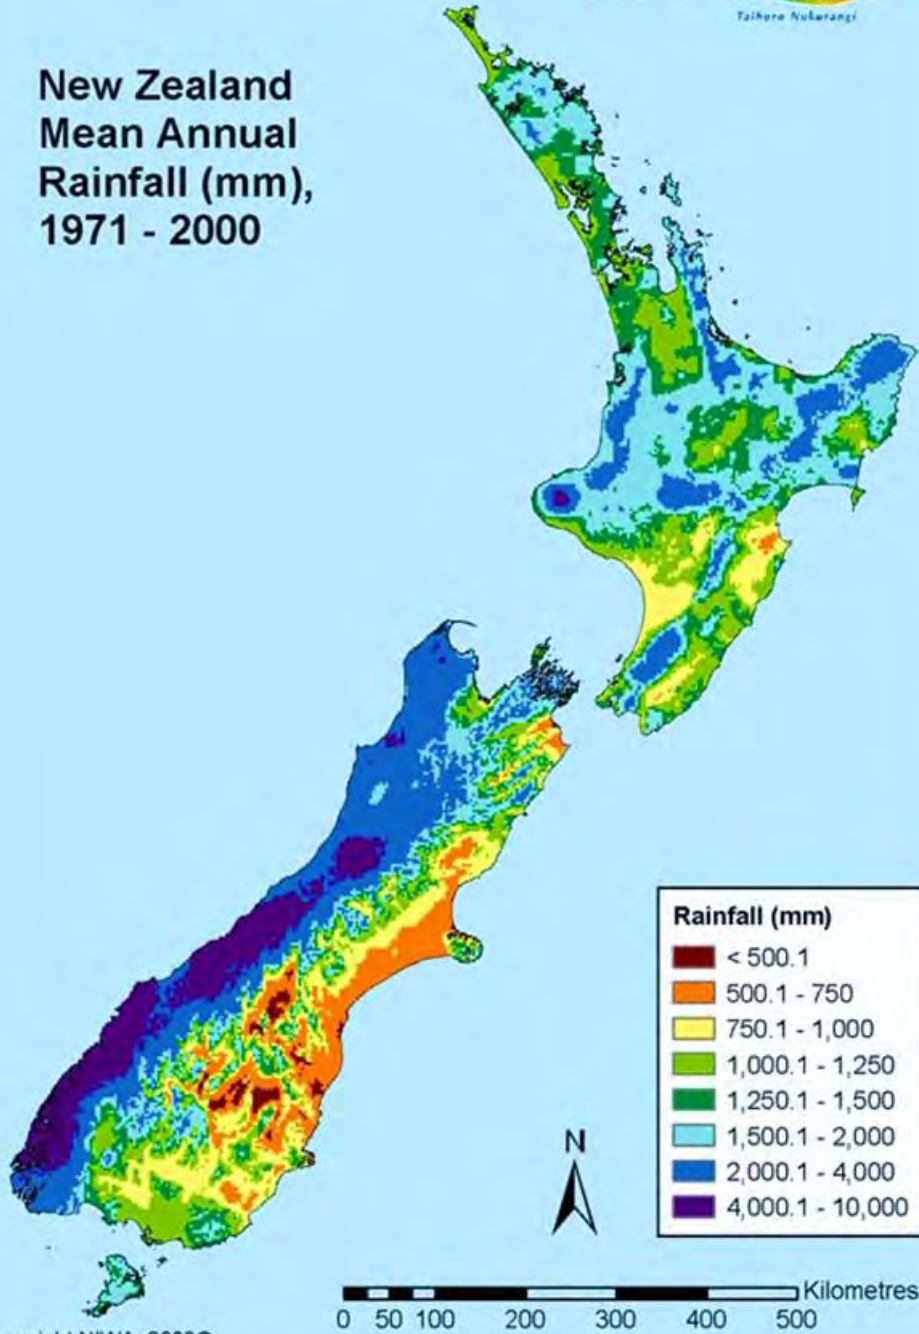 Taihoro Nukurangi
New Zealand
Mean Annual
Rainfall (mm),
1971 - 2000
Rainfall (mm)
< 500.1
500.1 - 750
750.1 - 1,000
1,000.1 - 1,250
1,250.1 - 1,500
1,500.1 - 2,000
2,000.1 - 4,000
4,000.1 - 10,000
N
Kilometres
0 50 100 200 300 400 500